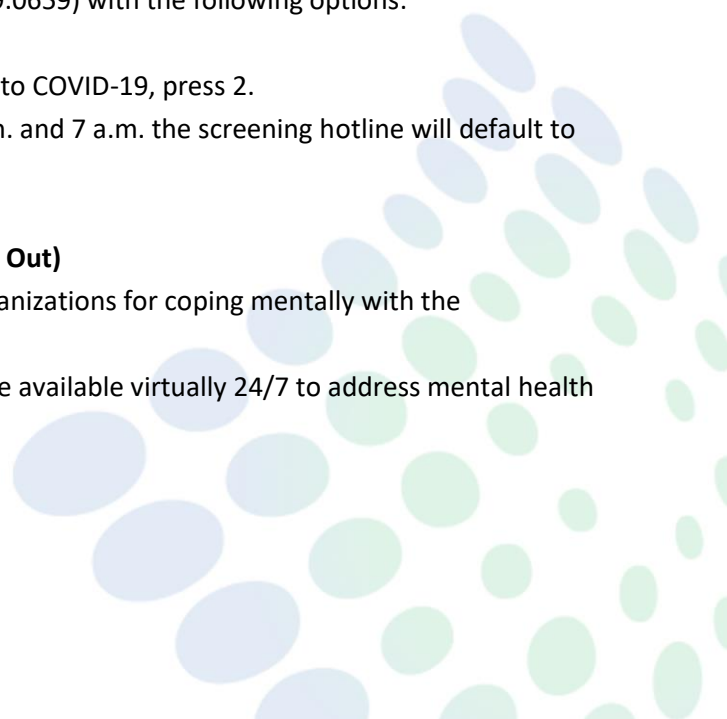 9.0639) with the following options:
to COVID-19, press 2.
and 7 a.m. the screening hotline will default to
Out)
anizations for coping mentally with the
e available virtually 24/7 to address mental health